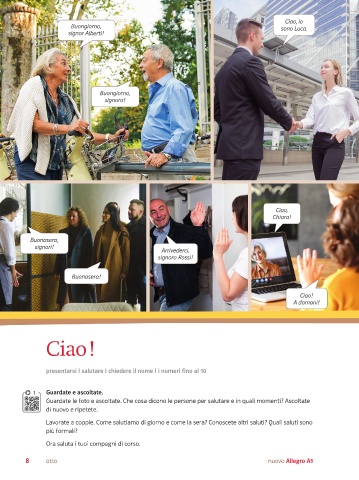 Buongiorno,
signor Alberti!
Ciao, io
sono Luca.
Buongiorno,
signora!
Buonasera,
signori!
Buonasera!
Arrivederci,
signora Rossi!
Ciao,
Chiara!
Ciao!
A domani!
Ciao!
presentarsi I salutare I chiedere il nome I i numeri fino al 10
1
Guardate e ascoltate.
Guardate le foto e ascoltate. Che cosa dicono le persone per salutare e in quali momenti? Ascoltate
di nuovo e ripetete.
Lavorate a coppie. Come salutiamo di giorno e come la sera? Conoscete altri saluti? Quali saluti sono
più formali?
Ora saluta i tuoi compagni di corso.
8 otto
nuovo Allegro A1